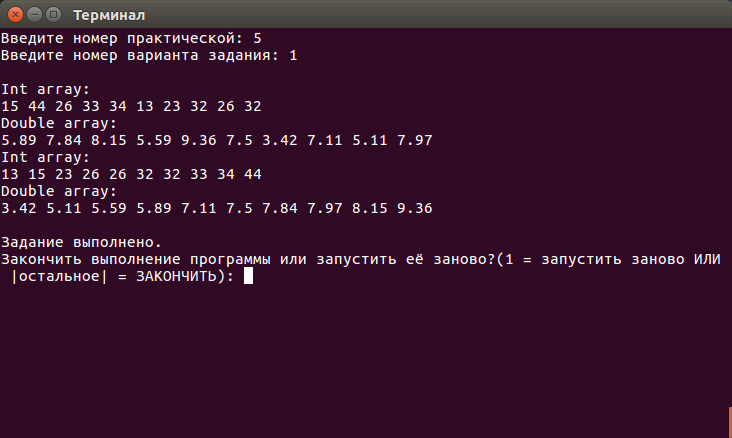 Терминал
Введите номер практической: 5
Введите номер варианта задания: 1
Int array:
15 44 26 33 34 13 23 32 26 32
Double array:
5.89 7.84 8.15 5.59 9.36 7.5 3.42 7.11 5.11 7.97
Int array:
13 15 23 26 26 32 32 33 34 44
Double array:
3.42 5.11 5.59 5.89 7.11 7.5 7.84 7.97 8.15 9.36
Задание выполнено.
Закончить выполнение программы или запустить её заново?(1 = запустить заново ИЛИ
|остальное| = ЗАКОНЧИТЬ):